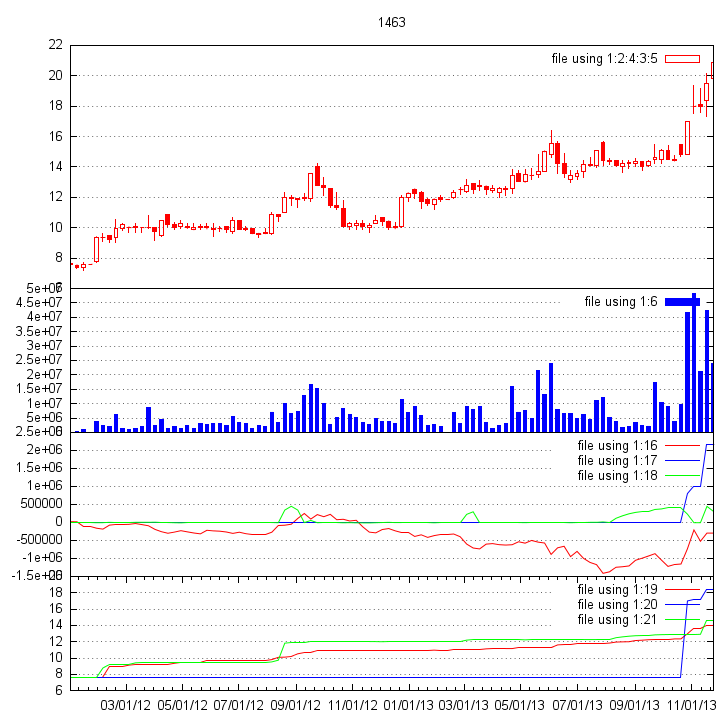 1463
22
file using 1:2:4:3:5
20
18
16
14
12
10
8
5e+07
file using 1:6
4.5e+07
4e+07
3.5e+07
3e+07
2.5e+07
2e+07
1.5e+07
1e+07
5e+06
file using 1:16
2e+06
file using 1:17
1.5e+06
file using 1:18
1e+06
500000
0
-500000
-1e+06
-1.5e+06
file using 1:19
18
file using 1:20
16
file using 1:21
14
12
10
8
6
03/01/12 05/01/12 07/01/12 09/01/12 11/01/12 01/01/13 03/01/13 05/01/13 07/01/13 09/01/13 11/01/13